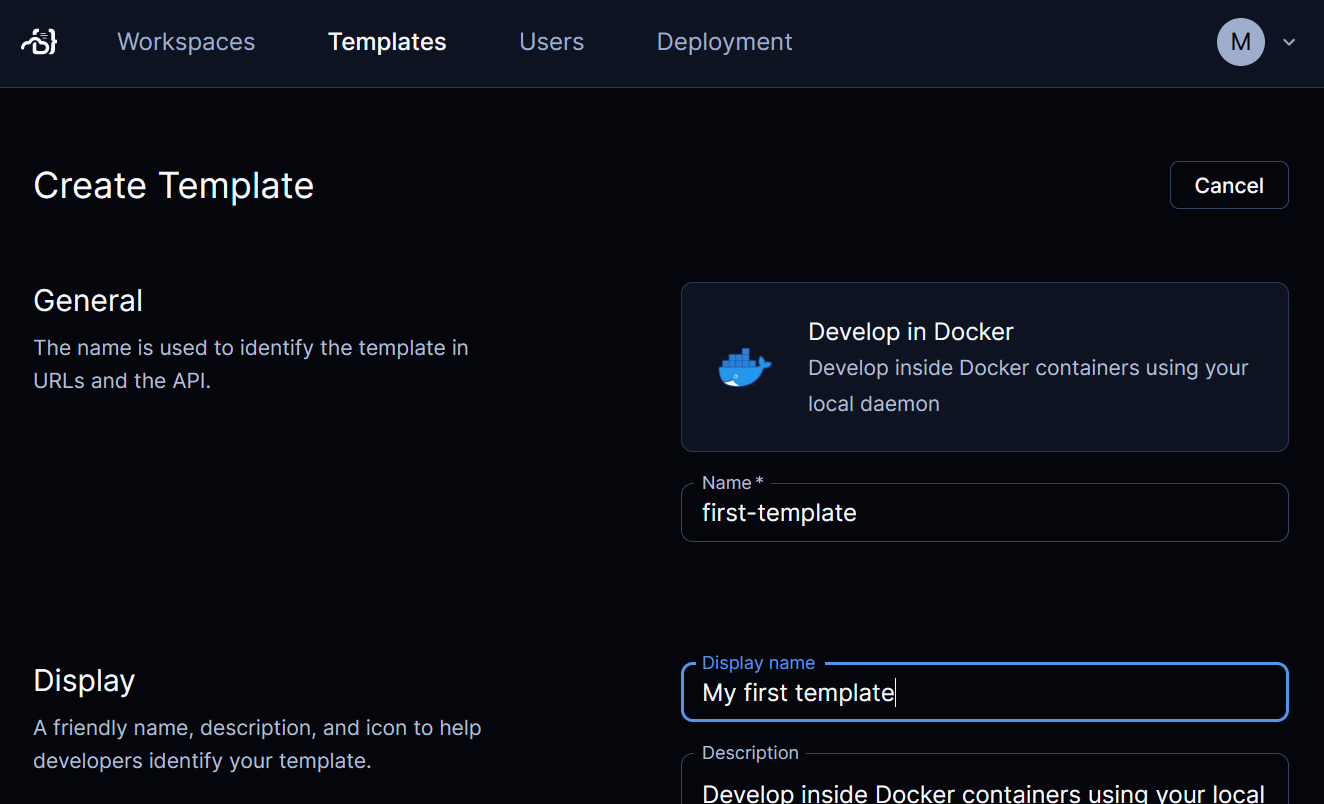 Workspaces Templates Users Deployment M
Create Template
Cancel
General
The name is used to identify the template in
URLs and the API.
Develop in Docker
Develop inside Docker containers using your
local daemon
Name *
first-template
Display
A friendly name, description, and icon to help
developers identify your template.
Display name
My first template
Description
Develop inside Docker containers using your local